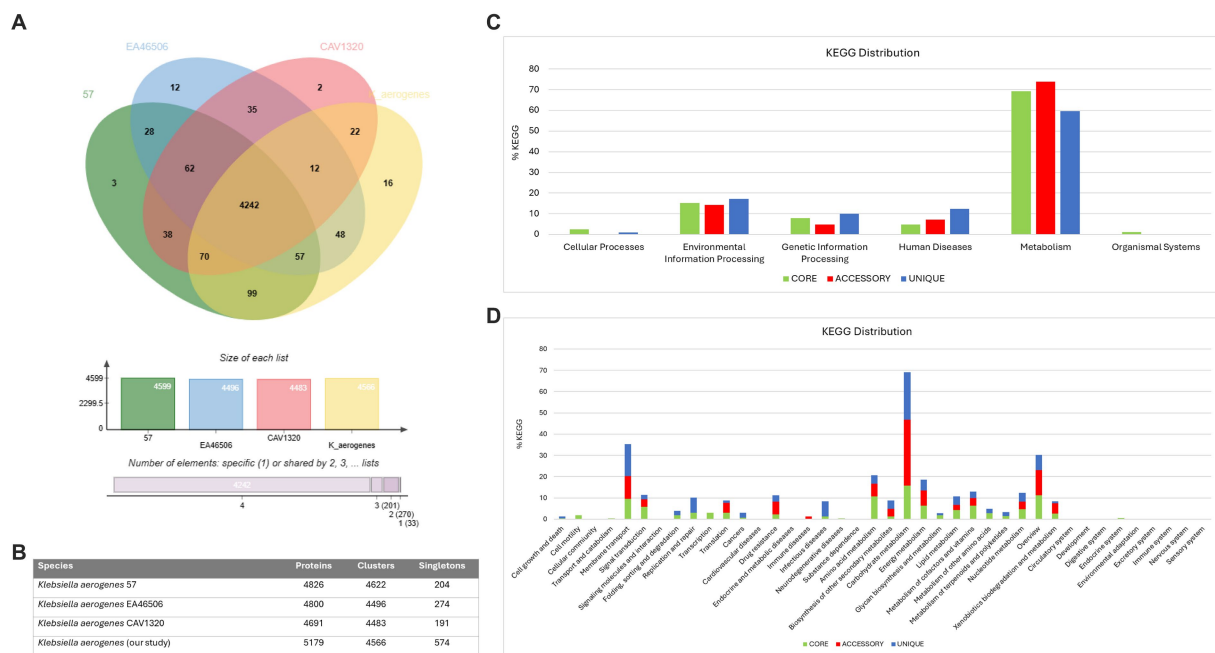 A
EA46506
CAV1320
57
K_aerogenes
12
2
35
28
22
62
12
3
16
4242
38
48
70
57
99
Size of each list
4599
2299.5
0
4599
4496
4483
4566
57
EA46506
CAV1320
K_aerogenes
Number of elements: specific (1) or shared by 2, 3, ... lists
4242
4
3 (201)
2 (270)
1 (33)
B
Species Proteins Clusters Singletons
Klebsiella aerogenes 57 4826 4622 204
Klebsiella aerogenes EA46506 4800 4496 274
Klebsiella aerogenes CAV1320 4691 4483 191
Klebsiella aerogenes (our study) 5179 4566 574
C
KEGG Distribution
% KEGG
80
70
60
50
40
30
20
10
0
Cellular Processes
Environmental
Information Processing
Genetic Information
Processing
Human Diseases
Metabolism
Organismal Systems
CORE ACCESSORY UNIQUE
D
KEGG Distribution
% KEGG
80
70
60
50
40
30
20
10
0
Cell growth and death
Cell motility
Cellular community
Transport and catabolism
Membrane transport
Signal transduction
Signaling molecules and interaction
Folding, sorting and degradation
Replication and repair
Transcription
Translation
Cancers
Cardiovascular diseases
Drug resistance
Endocrine and metabolic diseases
Immune diseases
Infectious diseases
Neurodegenerative diseases
Substance dependence
Amino acid metabolism
Biosynthesis of other secondary metabolites
Carbohydrate metabolism
Energy metabolism
Glycan biosynthesis and metabolism
Lipid metabolism
Metabolism of cofactors and vitamins
Metabolism of other amino acids
Metabolism of terpenoids and polyketides
Nucleotide metabolism
Overview
Xenobiotics biodegradation and metabolism
Circulatory system
Development
Digestive system
Endocrine system
Environmental adaptation
Excretory system
Immune system
Nervous system
Sensory system
CORE ACCESSORY UNIQUE